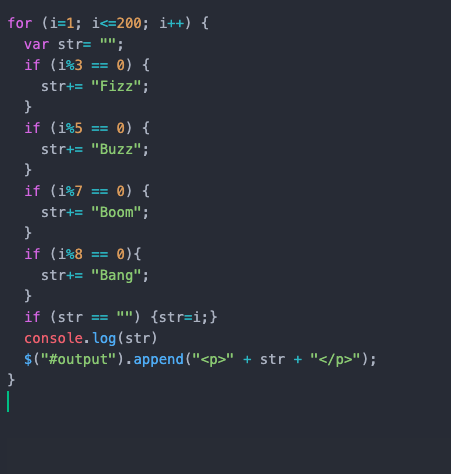 for (i=1; i<=200; i++) {
  var str= "";
  if (i%3 == 0) {
    str+= "Fizz";
  }
  if (i%5 == 0) {
    str+= "Buzz";
  }
  if (i%7 == 0) {
    str+= "Boom";
  }
  if (i%8 == 0){
    str+= "Bang";
  }
  if (str == "") {str=i;}
  console.log(str)
  $("#output").append("<p>" + str + "</p>");
}